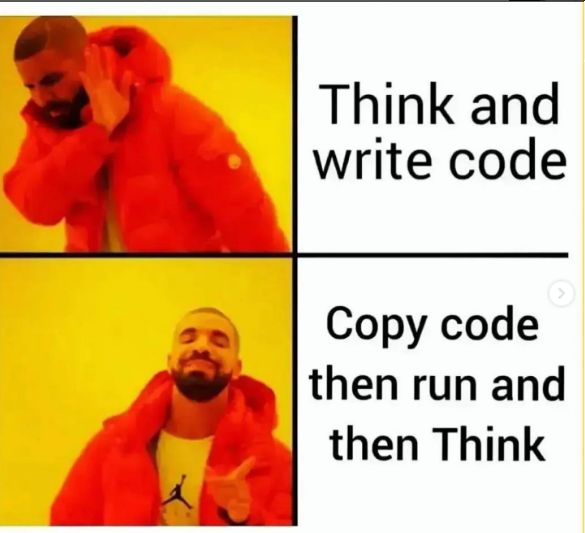 Think and
write code
Copy code
then run and
then Think